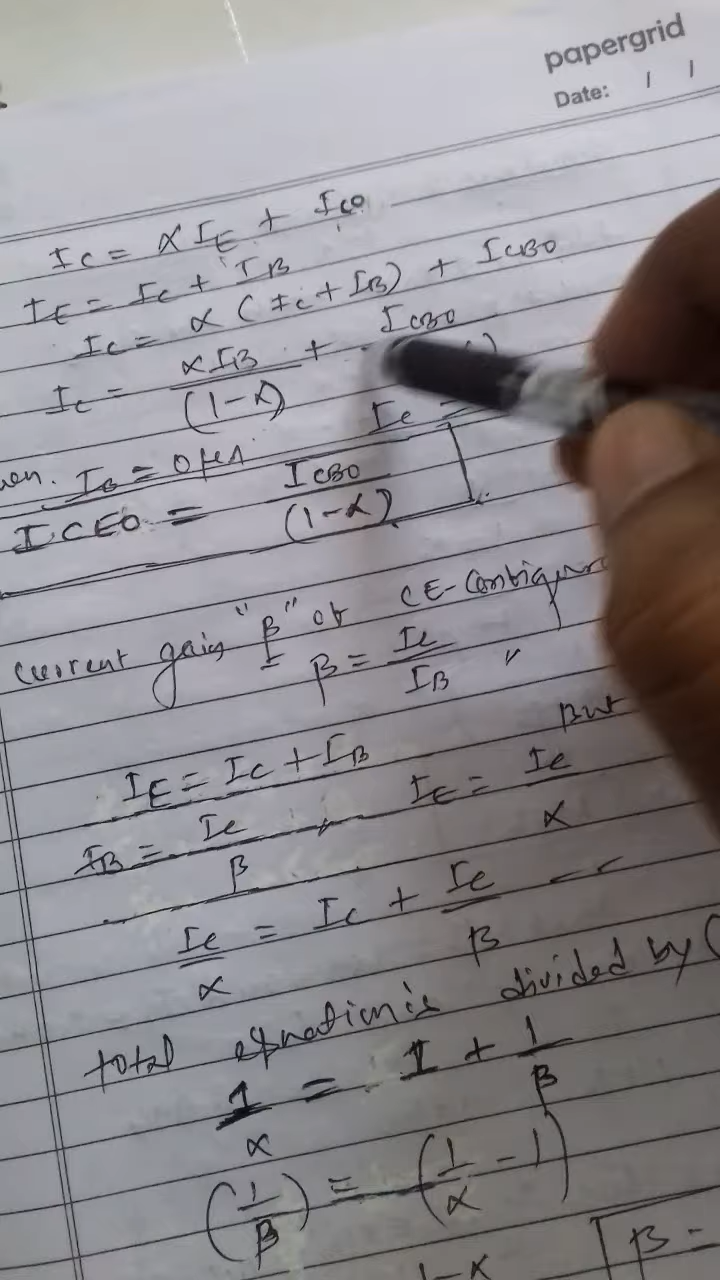 papergrid
Date: / /
Ic = α IE + Ico
IE = Ic + IB
Ic = α (Ic + IB) + ICBO
Ic = αIB/(1-α) + ICBO
Ic =
IB = open
ICEO = ICBO/(1-α)
current gain "β" of CE-Configur
β = Ic/IB
IE = Ic + IB But
IB = Ic/β , IE = Ic/α
Ic/α = Ic + Ic/β
total equation is divided by (
1/α = 1 + 1/β
(1/β) = (1/α - 1)
1-α β =